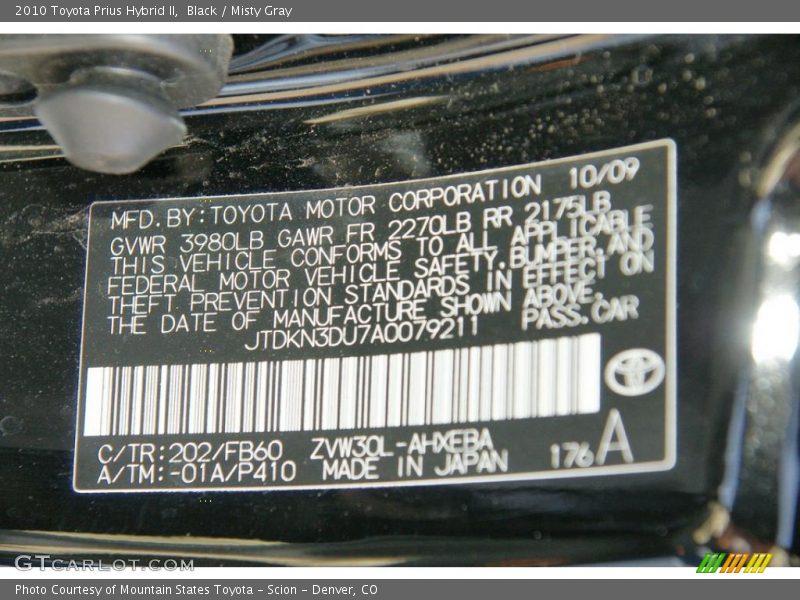 2010 Toyota Prius Hybrid II, Black / Misty Gray
MFD. BY: TOYOTA MOTOR CORPORATION 10/09
GVWR 3980LB GAWR FR 2270LB RR 2175LB
THIS VEHICLE CONFORMS TO ALL APPLICABLE
FEDERAL MOTOR VEHICLE SAFETY, BUMPER, AND
THEFT PREVENTION STANDARDS IN EFFECT ON
THE DATE OF MANUFACTURE SHOWN ABOVE.
JTDKN3DU7A0079211 PASS. CAR
C/TR: 202/FB60 ZVW30L-AHXEBA
A/TM: -01A/P410 MADE IN JAPAN 176 A
GTCARLOT.COM
Photo Courtesy of Mountain States Toyota - Scion - Denver, CO